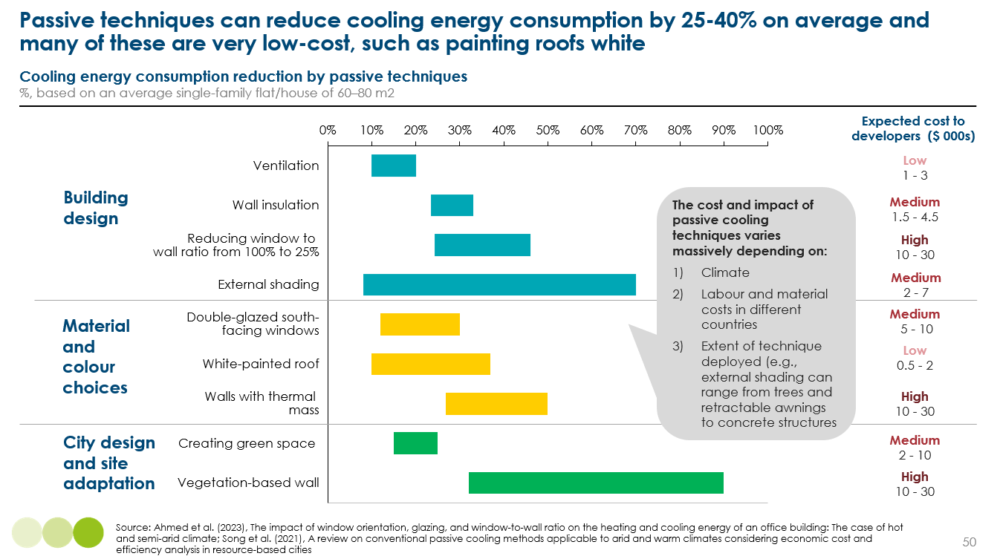 Passive techniques can reduce cooling energy consumption by 25-40% on average and
many of these are very low-cost, such as painting roofs white
Cooling energy consumption reduction by passive techniques
%, based on an average single-family flat/house of 60–80 m2
0% 10% 20% 30% 40% 50% 60% 70% 80% 90% 100%
Expected cost to
developers ($ 000s)
Building
design
Ventilation
Low
1 - 3
Wall insulation
Medium
1.5 - 4.5
Reducing window to
wall ratio from 100% to 25%
High
10 - 30
External shading
Medium
2 - 7
Material
and
colour
choices
Double-glazed south-
facing windows
Medium
5 - 10
White-painted roof
Low
0.5 - 2
Walls with thermal
mass
High
10 - 30
City design
and site
adaptation
Creating green space
Medium
2 - 10
Vegetation-based wall
High
10 - 30
The cost and impact of
passive cooling
techniques varies
massively depending on:
1) Climate
2) Labour and material
costs in different
countries
3) Extent of technique
deployed (e.g.,
external shading can
range from trees and
retractable awnings
to concrete structures
Source: Ahmed et al. (2023), The impact of window orientation, glazing, and window-to-wall ratio on the heating and cooling energy of an office building: The case of hot
and semi-arid climate; Song et al. (2021), A review on conventional passive cooling methods applicable to arid and warm climates considering economic cost and
efficiency analysis in resource-based cities
50